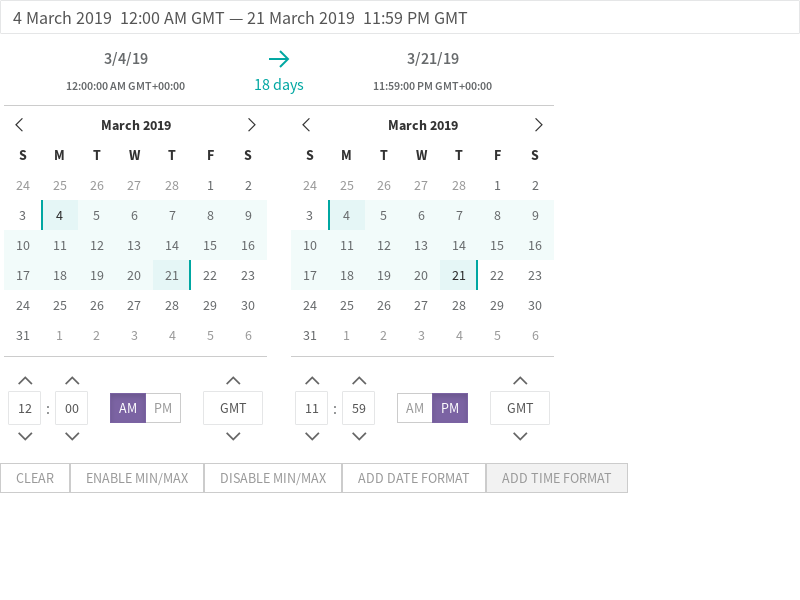 4 March 2019  12:00 AM GMT — 21 March 2019  11:59 PM GMT
3/4/19 3/21/19
12:00:00 AM GMT+00:00 18 days 11:59:00 PM GMT+00:00
March 2019 March 2019
S M T W T F S S M T W T F S
24 25 26 27 28 1 2 24 25 26 27 28 1 2
3 4 5 6 7 8 9 3 4 5 6 7 8 9
10 11 12 13 14 15 16 10 11 12 13 14 15 16
17 18 19 20 21 22 23 17 18 19 20 21 22 23
24 25 26 27 28 29 30 24 25 26 27 28 29 30
31 1 2 3 4 5 6 31 1 2 3 4 5 6
12 : 00 AM PM GMT 11 : 59 AM PM GMT
CLEAR ENABLE MIN/MAX DISABLE MIN/MAX ADD DATE FORMAT ADD TIME FORMAT